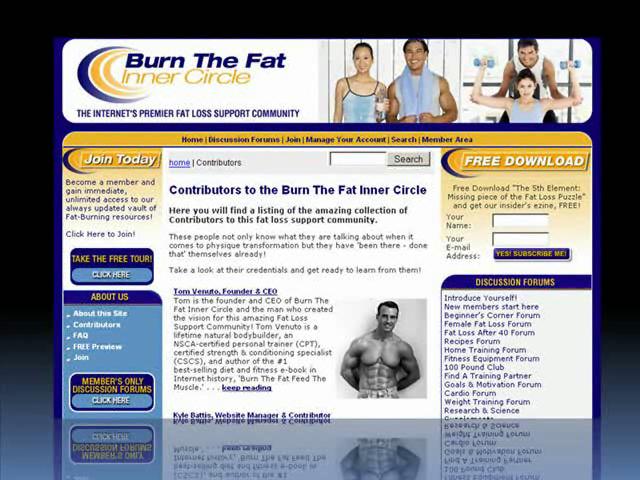 Burn The Fat
Inner Circle
THE INTERNET'S PREMIER FAT LOSS SUPPORT COMMUNITY
Home | Discussion Forums | Join | Manage Your Account | Search | Member Area
Join Today
Become a member and
gain immediate,
unlimited access to our
always updated vault of
Fat-Burning resources!
Click Here to Join!
TAKE THE FREE TOUR!
CLICK HERE
ABOUT US
About this Site
Contributors
FAQ
FREE Preview
Join
MEMBER'S ONLY
DISCUSSION FORUMS
CLICK HERE
home | Contributors
Search
Contributors to the Burn The Fat Inner Circle
Here you will find a listing of the amazing collection of
Contributors to this fat loss support community.
These people not only know what they are talking about when it
comes to physique transformation but they have 'been there - done
that' themselves already!
Take a look at their credentials and get ready to learn from them!
Tom Venuto, Founder & CEO
Tom is the founder and CEO of Burn The
Fat Inner Circle and the man who created
the vision for this amazing Fat Loss
Support Community! Tom Venuto is a
lifetime natural bodybuilder, an
NSCA-certified personal trainer (CPT),
certified strength & conditioning specialist
(CSCS), and author of the #1
best-selling diet and fitness e-book in
Internet history, 'Burn The Fat Feed The
Muscle.' . . . keep reading
Kyle Battis, Website Manager & Contributor
FREE DOWNLOAD
Free Download "The 5th Element:
Missing piece of the Fat Loss Puzzle"
and get our insider's ezine, FREE!
Your
Name:
Your
E-mail
Address:
YES! SUBSCRIBE ME!
DISCUSSION FORUMS
Introduce Yourself!
New members start here
Beginner's Corner Forum
Female Fat Loss Forum
Fat Loss After 40 Forum
Recipes Forum
Home Training Forum
Fitness Equipment Forum
100 Pound Club
Find A Training Partner
Goals & Motivation Forum
Cardio Forum
Weight Training Forum
Research & Science